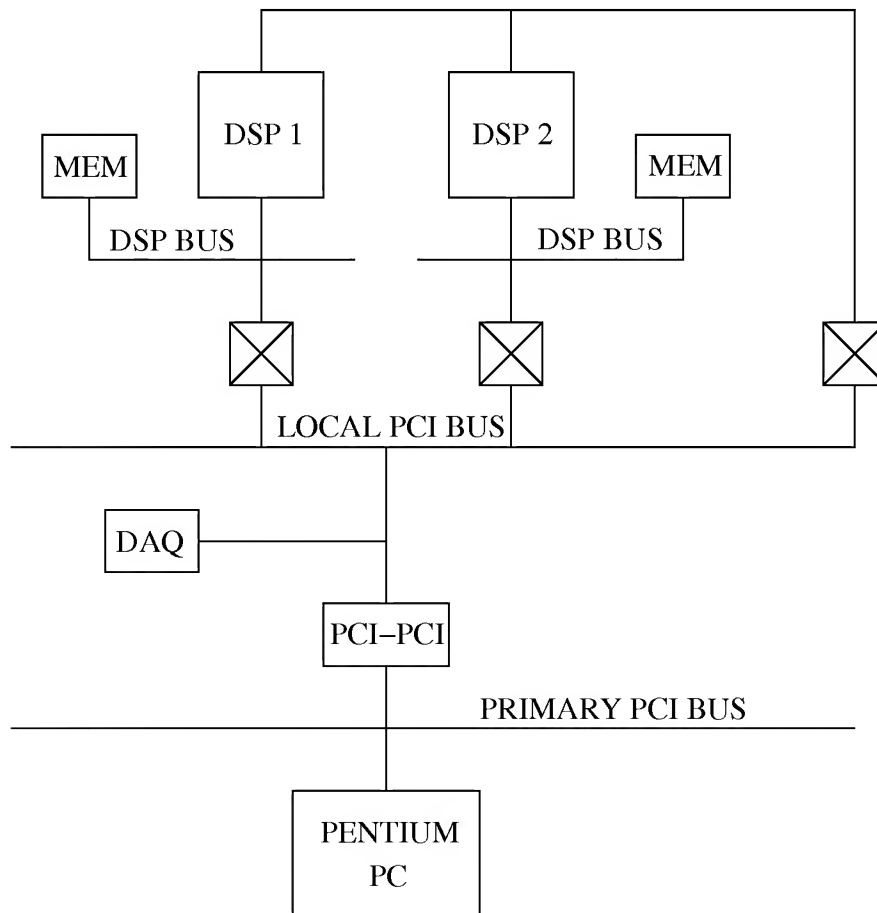 DSP 1
DSP 2
MEM
MEM
DSP BUS
DSP BUS
LOCAL PCI BUS
DAQ
PCI–PCI
PRIMARY PCI BUS
PENTIUM
PC